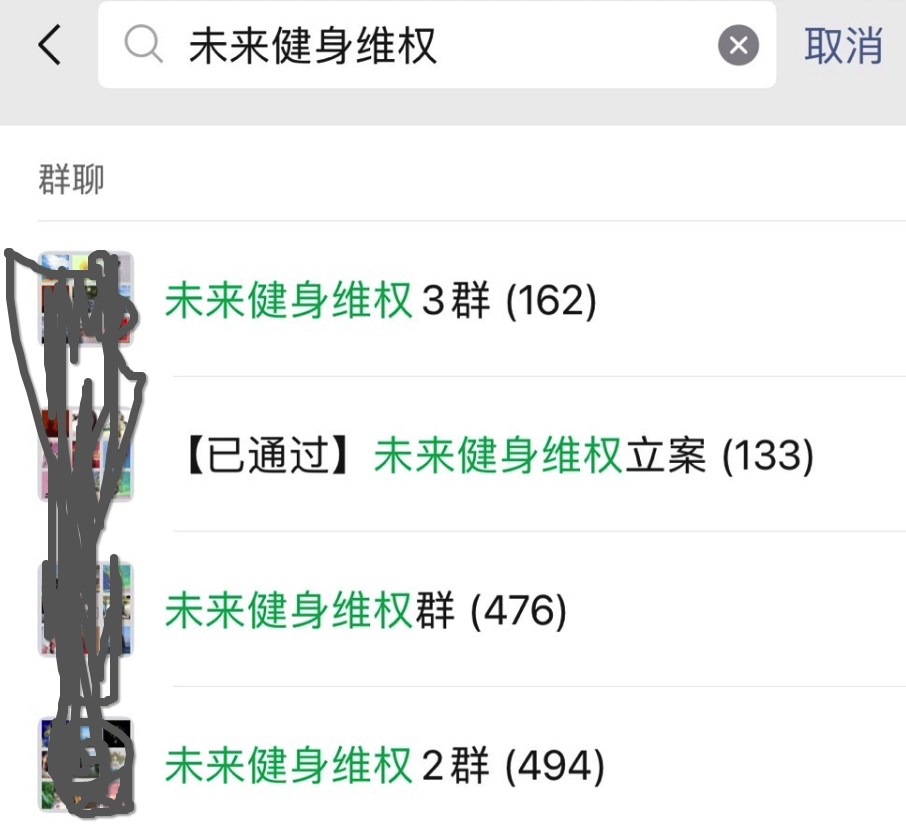 未来健身维权
取消
群聊
未来健身维权3群 (162)
【已通过】未来健身维权立案 (133)
未来健身维权群 (476)
未来健身维权2群 (494)